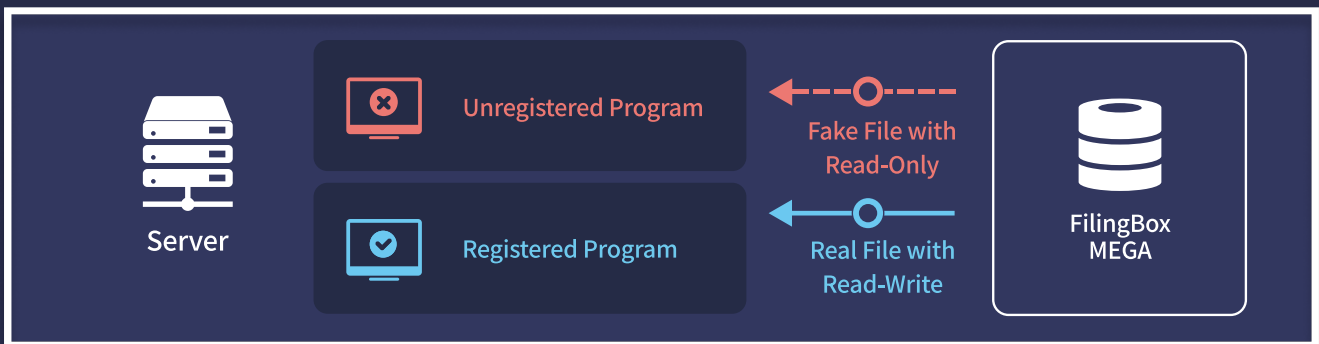 Server
Unregistered Program
Fake File with
Read-Only
Registered Program
Real File with
Read-Write
FilingBox
MEGA